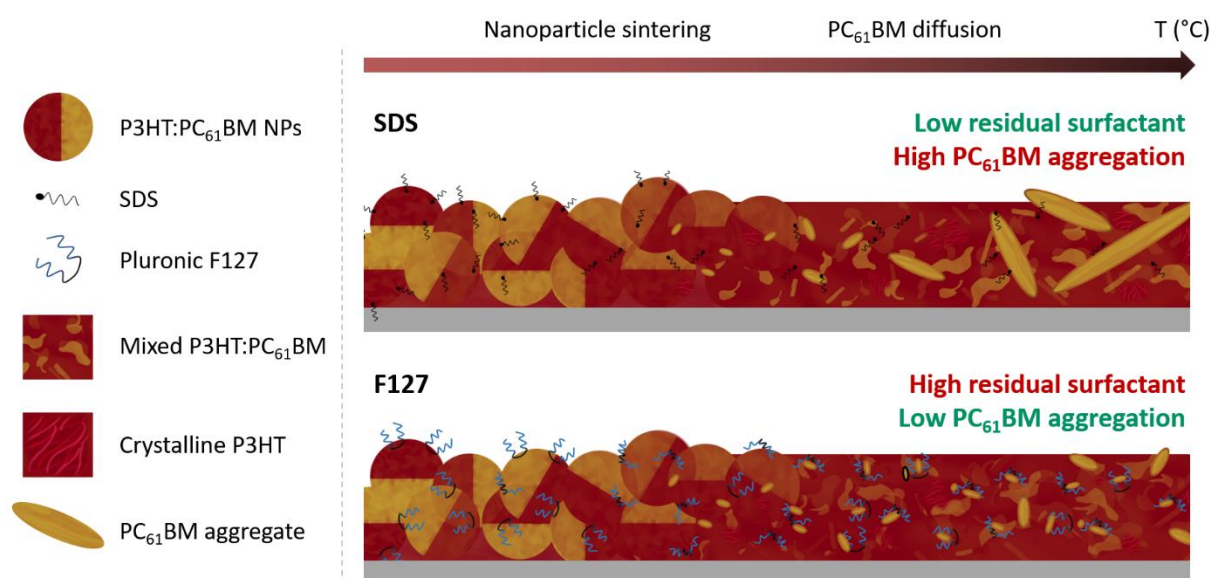 Nanoparticle sintering
PC₆₁BM diffusion
T (°C)
P3HT:PC₆₁BM NPs
SDS
Pluronic F127
Mixed P3HT:PC₆₁BM
Crystalline P3HT
PC₆₁BM aggregate
SDS
Low residual surfactant
High PC₆₁BM aggregation
F127
High residual surfactant
Low PC₆₁BM aggregation